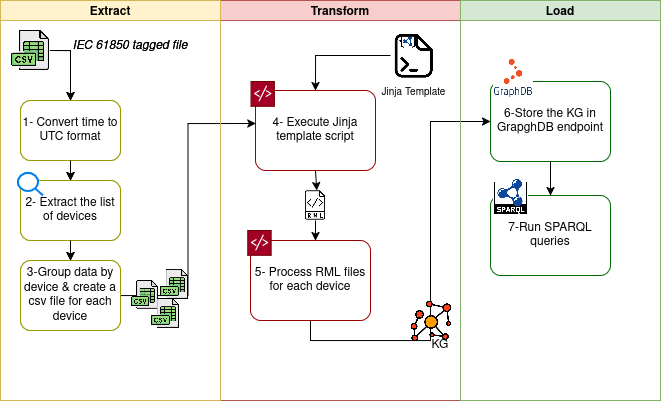 Extract
Transform
Load
CSV
IEC 61850 tagged file
1- Convert time to
UTC format
2- Extract the list
of devices
3-Group data by
device & create a
csv file for each
device
CSV
CSV
CSV
Jinja Template
4- Execute Jinja
template script
RML
5- Process RML files
for each device
KG
GraphDB
6-Store the KG in
GrapghDB endpoint
SPARQL
7-Run SPARQL
queries